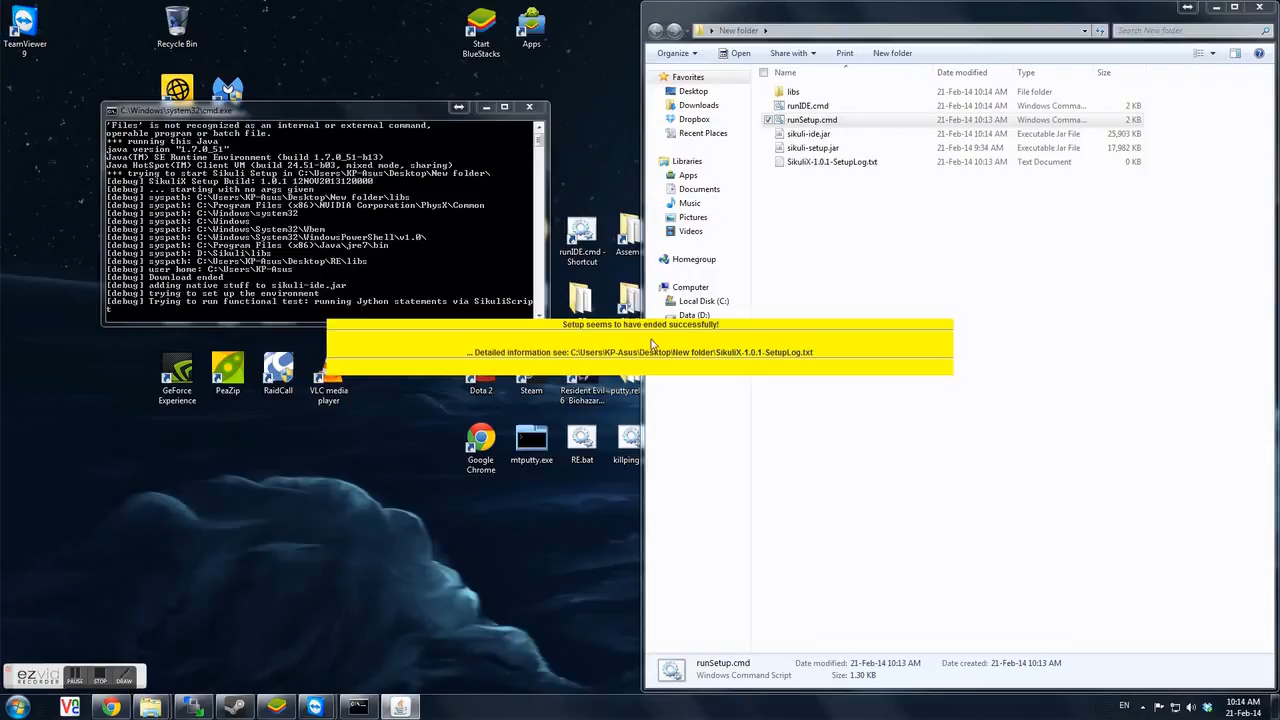 TeamViewer
9
Recycle Bin
Start
BlueStacks
Apps
C:\Windows\system32\cmd.exe
'Files' is not recognized as an internal or external command,
operable program or batch file.
*** running this Java
java version "1.7.0_51"
Java(TM) SE Runtime Environment (build 1.7.0_51-b13)
Java HotSpot(TM) Client VM (build 24.51-b03, mixed mode, sharing)
*** trying to start Sikuli Setup in C:\Users\KP-Asus\Desktop\New folder\
[debug] SikuliX Setup Build: 1.0.1 12NOV2013120000
[debug] ... starting with no args given
[debug] syspath: C:\Users\KP-Asus\Desktop\New folder\libs
[debug] syspath: C:\Program Files (x86)\NVIDIA Corporation\PhysX\Common
[debug] syspath: C:\Windows\system32
[debug] syspath: C:\Windows
[debug] syspath: C:\Windows\System32\Wbem
[debug] syspath: C:\Windows\System32\WindowsPowerShell\v1.0\
[debug] syspath: C:\Program Files (x86)\Java\jre7\bin
[debug] syspath: D:\Sikuli\libs
[debug] syspath: C:\Users\KP-Asus\Desktop\RE\libs
[debug] user home: C:\Users\KP-Asus
[debug] Download ended
[debug] adding native stuff to sikuli-ide.jar
[debug] trying to set up the environment
[debug] Trying to run functional test: running Jython statements via SikuliScrip
t
runIDE.cmd -
Shortcut
Assem
Setup seems to have ended successfully!
... Detailed information see: C:\Users\KP-Asus\Desktop\New folder\SikuliX-1.0.1-SetupLog.txt
GeForce
Experience
PeaZip
RaidCall
VLC media
player
Dota 2
Steam
Resident Evil
6 Biohazar...
putty.rel
Google
Chrome
mtputty.exe
RE.bat
killping
New folder
Search New folder
Organize
Open
Share with
Print
New folder
Name
Date modified
Type
Size
Favorites
Desktop
Downloads
Dropbox
Recent Places
Libraries
Apps
Documents
Music
Pictures
Videos
Homegroup
Computer
Local Disk (C:)
Data (D:)
libs 21-Feb-14 10:14 AM File folder
runIDE.cmd 21-Feb-14 10:14 AM Windows Comma... 2 KB
runSetup.cmd 21-Feb-14 10:13 AM Windows Comma... 2 KB
sikuli-ide.jar 21-Feb-14 10:14 AM Executable Jar File 25,903 KB
sikuli-setup.jar 21-Feb-14 9:34 AM Executable Jar File 17,982 KB
SikuliX-1.0.1-SetupLog.txt 21-Feb-14 10:13 AM Text Document 0 KB
runSetup.cmd Date modified: 21-Feb-14 10:13 AM Date created: 21-Feb-14 10:13 AM
Windows Command Script Size: 1.30 KB
ezvid
RECORDER
PAUSE
STOP
DRAW
EN
10:14 AM
21-Feb-14